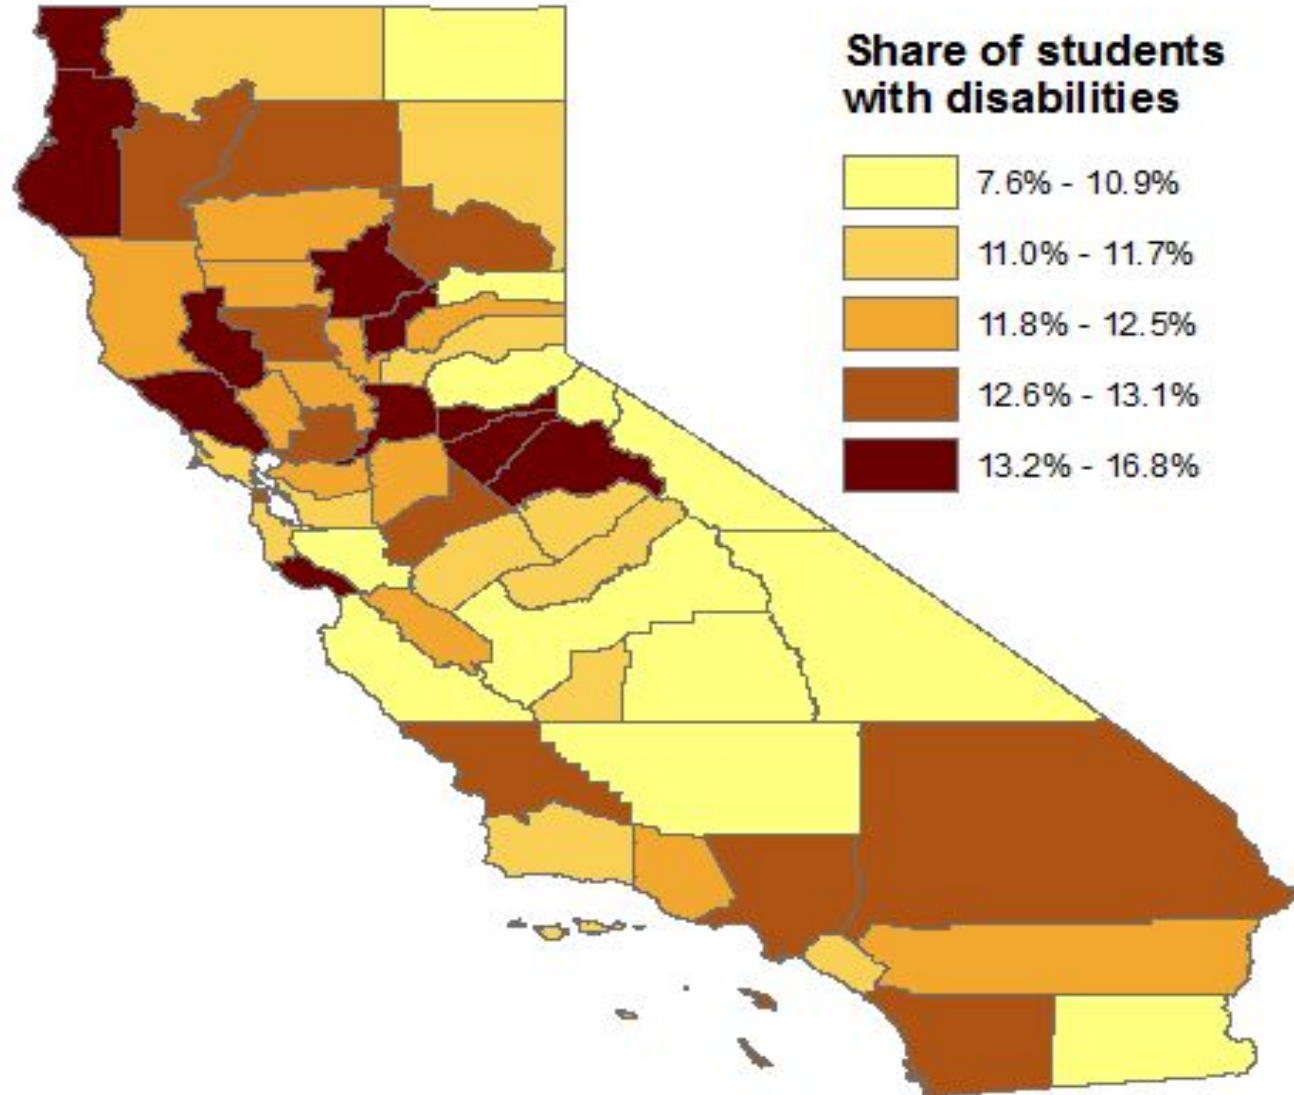 Share of students
with disabilities
7.6% - 10.9%
11.0% - 11.7%
11.8% - 12.5%
12.6% - 13.1%
13.2% - 16.8%